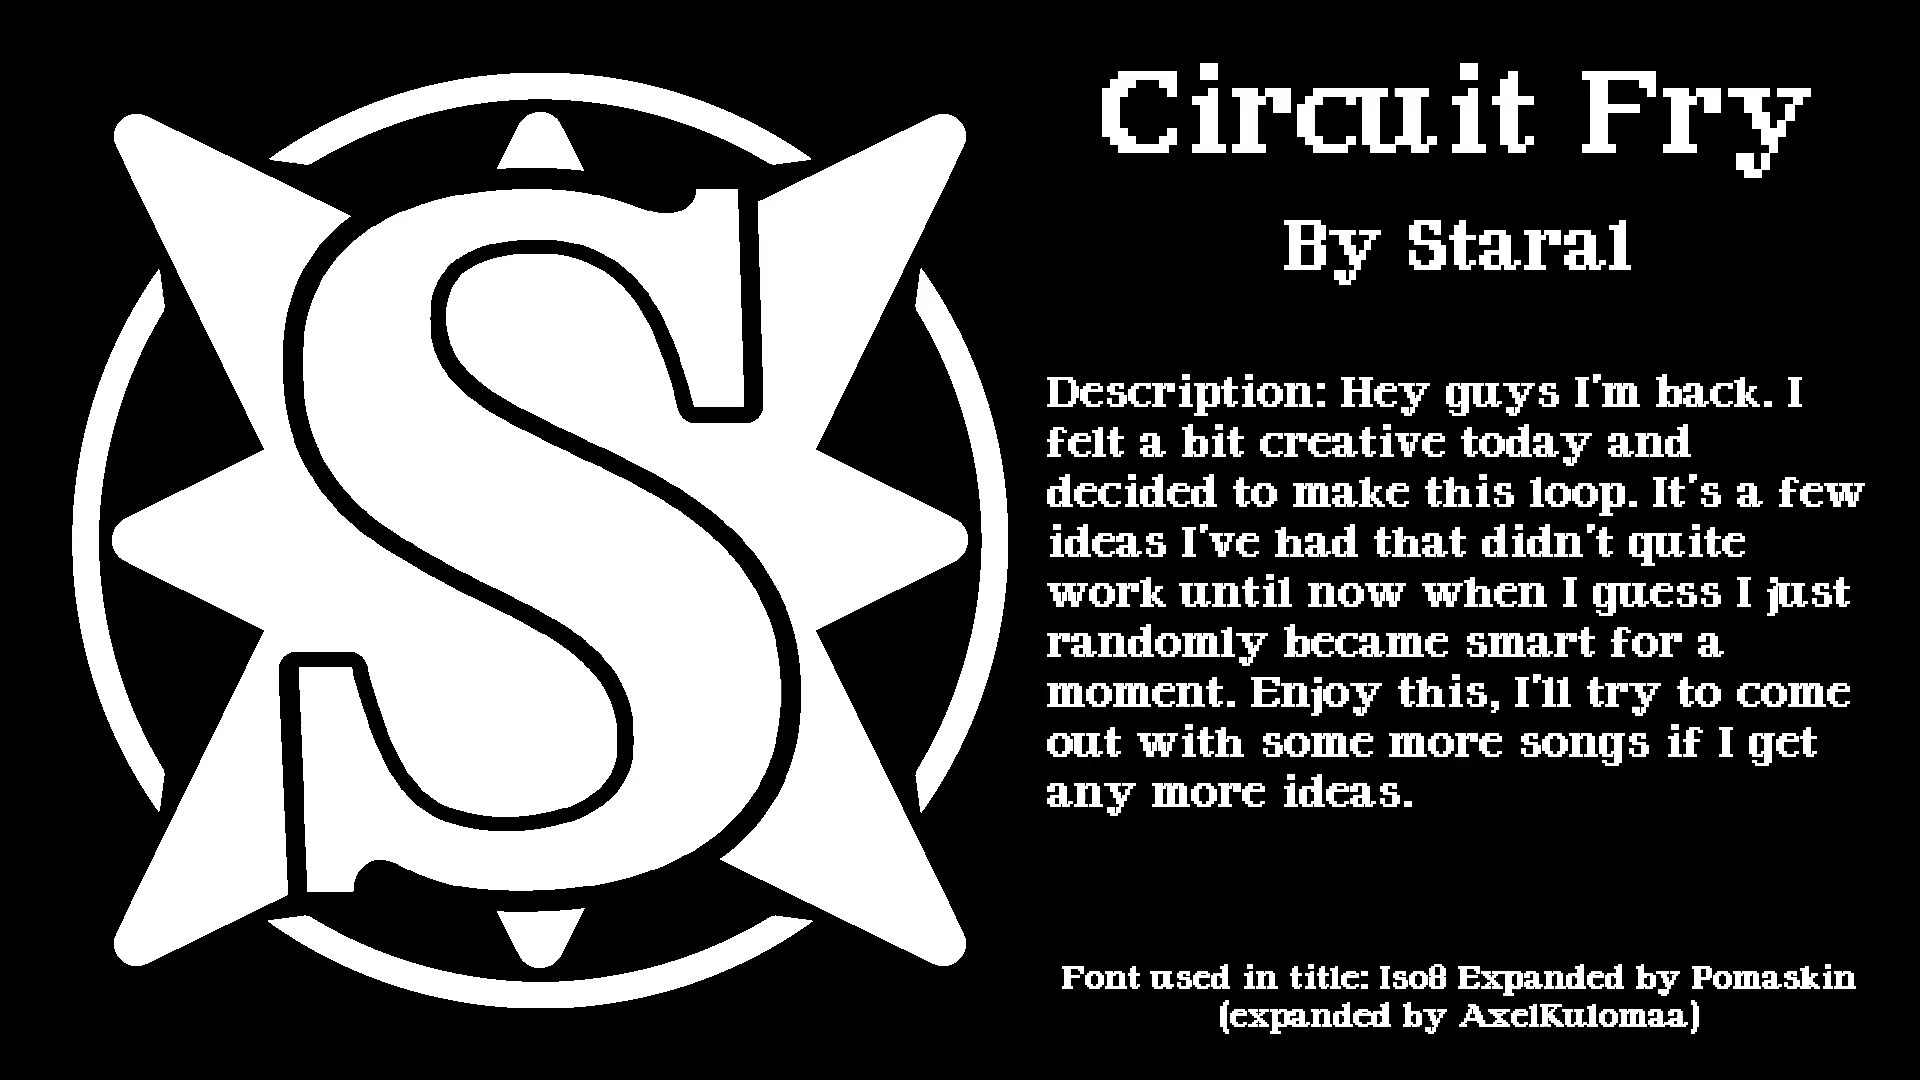 S
Circuit Fry
By Staral
Description: Hey guys I'm back. I
felt a bit creative today and
decided to make this loop. It's a few
ideas I've had that didn't quite
work until now when I guess I just
randomly became smart for a
moment. Enjoy this, I'll try to come
out with some more songs if I get
any more ideas.
Font used in title: Iso8 Expanded by Pomaskin
(expanded by AxelKulomaa)